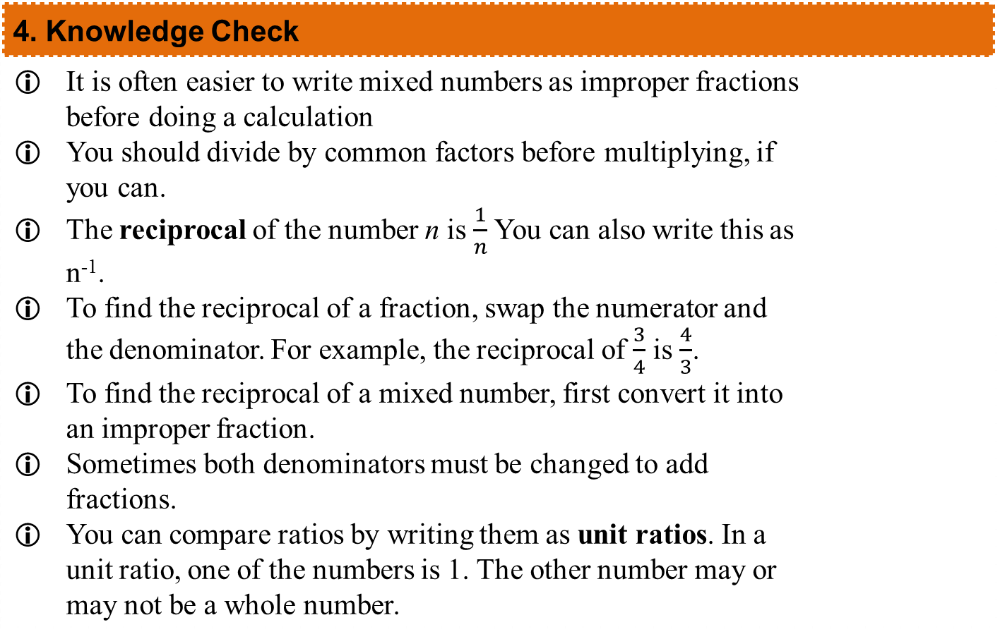 4. Knowledge Check
ⓘ It is often easier to write mixed numbers as improper fractions
before doing a calculation
ⓘ You should divide by common factors before multiplying, if
you can.
ⓘ The reciprocal of the number n is 1/n You can also write this as
n⁻¹.
ⓘ To find the reciprocal of a fraction, swap the numerator and
the denominator. For example, the reciprocal of 3/4 is 4/3.
ⓘ To find the reciprocal of a mixed number, first convert it into
an improper fraction.
ⓘ Sometimes both denominators must be changed to add
fractions.
ⓘ You can compare ratios by writing them as unit ratios. In a
unit ratio, one of the numbers is 1. The other number may or
may not be a whole number.